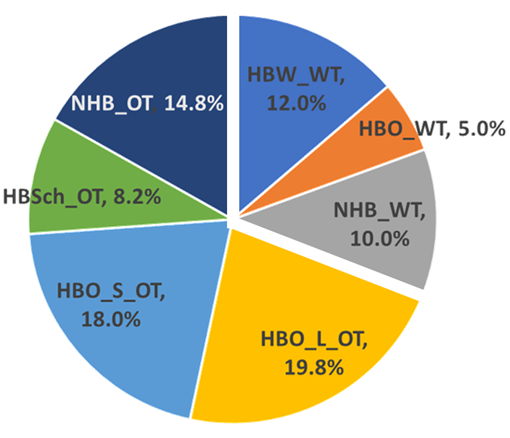 HBW_WT,
12.0%
HBO_WT, 5.0%
NHB_WT,
10.0%
HBO_L_OT,
19.8%
HBO_S_OT,
18.0%
HBSch_OT, 8.2%
NHB_OT 14.8%